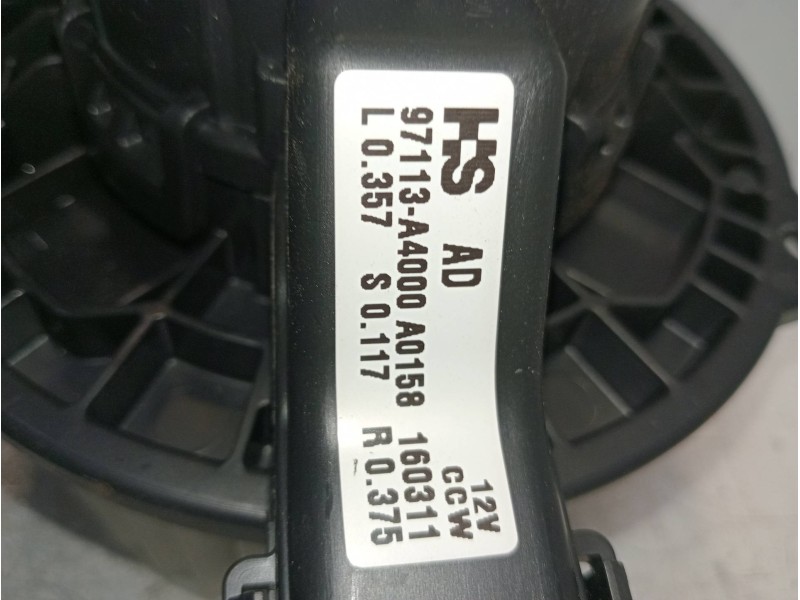 HS AD 12V CCW
97113-A4000 A0158 160311
L 0.357 S 0.117 R 0.375